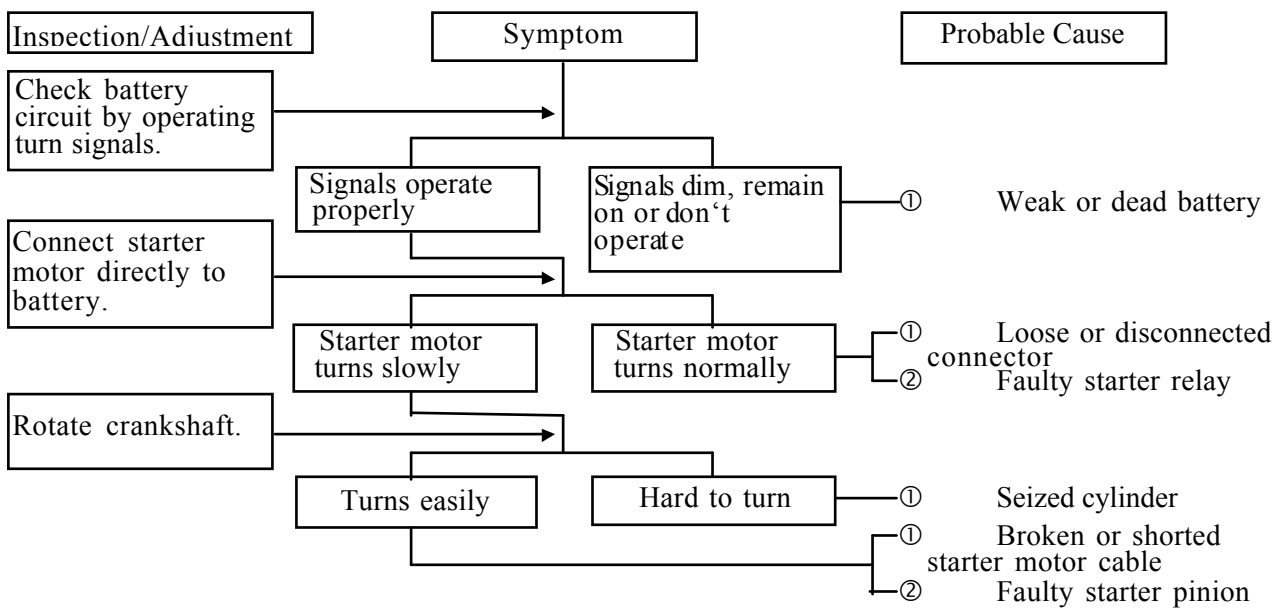 Inspection/Adjustment
Symptom
Probable Cause
Check battery
circuit by operating
turn signals.
Signals operate
properly
Signals dim, remain
on or don‘t
operate
① Weak or dead battery
Connect starter
motor directly to
battery.
Starter motor
turns slowly
Starter motor
turns normally
① Loose or disconnected
connector
② Faulty starter relay
Rotate crankshaft.
Turns easily
Hard to turn
① Seized cylinder
① Broken or shorted
starter motor cable
② Faulty starter pinion